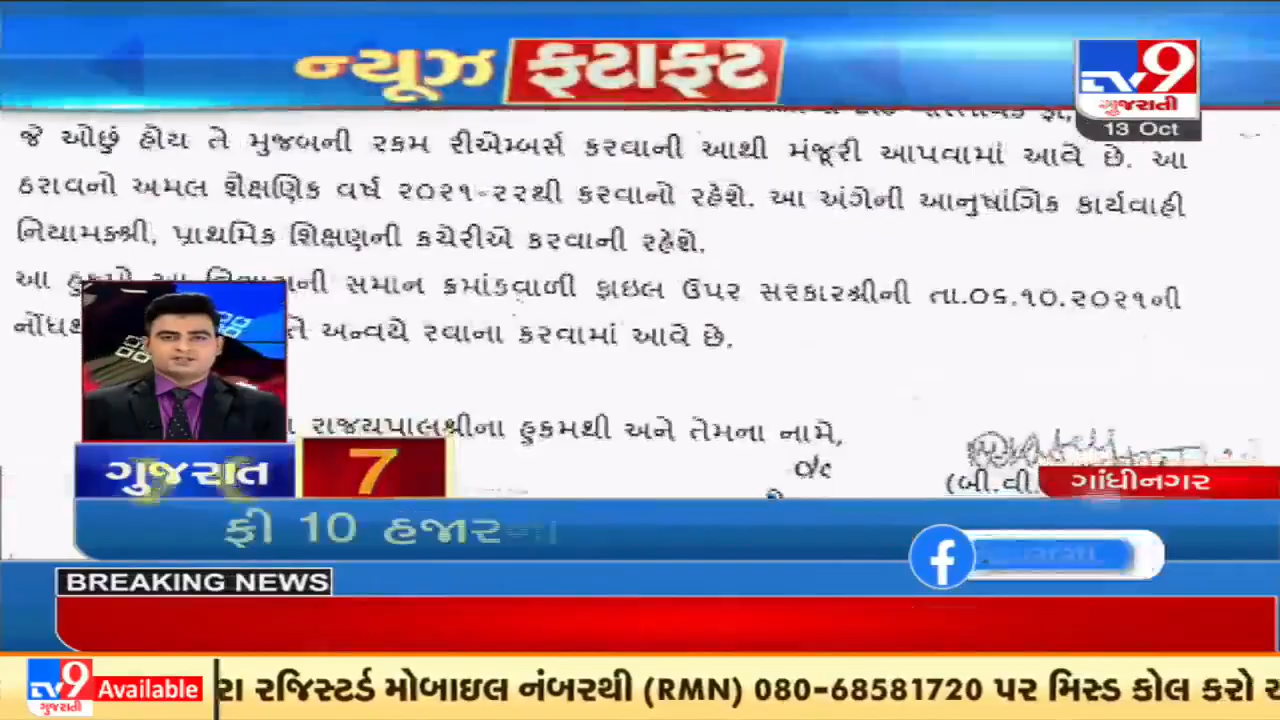 ન્યૂઝ ફટાફટ
TV9
ગુજરાતી
13 Oct
જે ઓછું હોય તે મુજબની રકમ રીએમ્બર્સ કરવાની આથી મંજૂરી આપવામાં આવે છે. આ
ઠરાવનો અમલ શૈક્ષણિક વર્ષ ૨૦૨૧-૨૨થી કરવાનો રહેશે. આ અંગેની આનુષાંગિક કાર્યવાહી
નિયામકશ્રી, પ્રાથમિક શિક્ષણની કચેરીએ કરવાની રહેશે.
આ સમાન ક્રમાંકવાળી ફાઇલ ઉપર સરકારશ્રીની તા.૦૬.૧૦.૨૦૨૧ની
અન્વયે રવાના કરવામાં આવે છે.
રાજ્યપાલશ્રીના હુકમથી અને તેમના નામે,
o/c
(બી.વી.
ગાંધીનગર
ગુજરાત 7
ફી 10 હજારના
BREAKING NEWS
TV9
ગુજરાતી
Available
રા રજિસ્ટર્ડ મોબાઇલ નંબરથી (RMN) 080-68581720 પર મિસ્ડ કોલ કરો